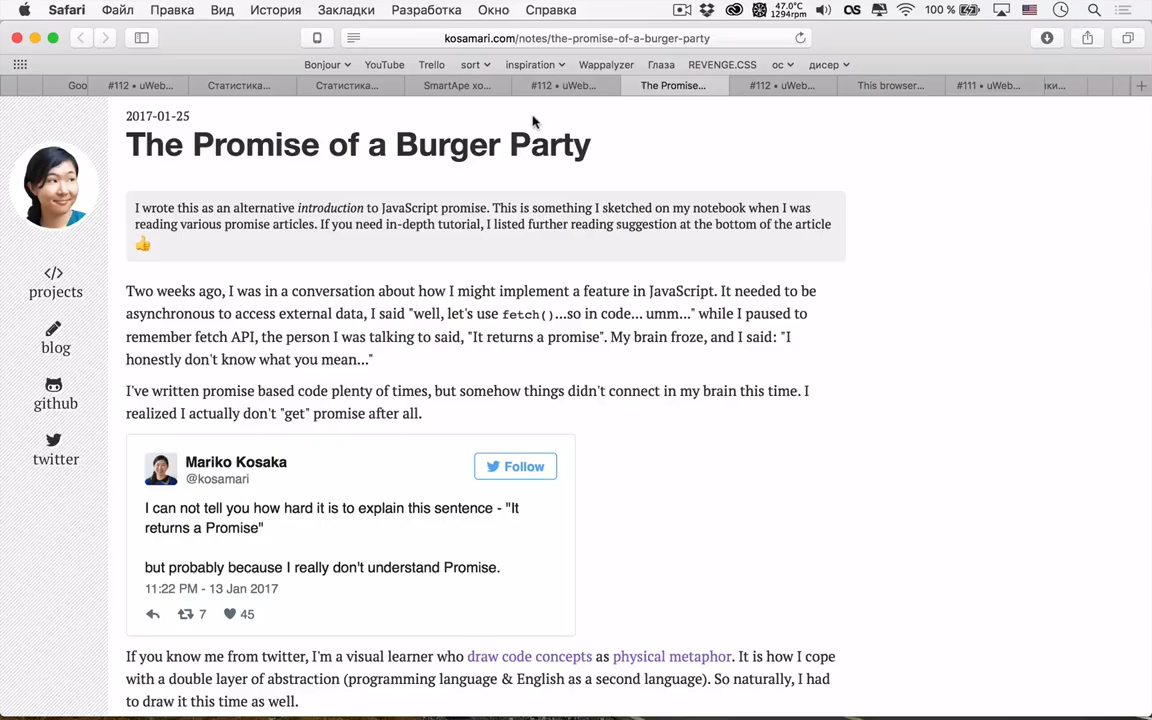 Safari Файл Правка Вид История Закладки Разработка Окно Справка 47.0°C 1294rpm 100 %
kosamari.com/notes/the-promise-of-a-burger-party
Bonjour YouTube Trello sort inspiration Wappalyzer Глаза REVENGE.CSS ос дисер
Goo #112 • uWeb... Статистика... Статистика... SmartApe хо... #112 • uWeb... The Promise... #112 • uWeb... This browser... #111 • uWeb... ики...
2017-01-25
The Promise of a Burger Party
I wrote this as an alternative introduction to JavaScript promise. This is something I sketched on my notebook when I was
reading various promise articles. If you need in-depth tutorial, I listed further reading suggestion at the bottom of the article
👍
projects
blog
github
twitter
Two weeks ago, I was in a conversation about how I might implement a feature in JavaScript. It needed to be
asynchronous to access external data, I said "well, let's use fetch()...so in code... umm..." while I paused to
remember fetch API, the person I was talking to said, "It returns a promise". My brain froze, and I said: "I
honestly don't know what you mean..."
I've written promise based code plenty of times, but somehow things didn't connect in my brain this time. I
realized I actually don't "get" promise after all.
Mariko Kosaka
@kosamari
Follow
I can not tell you how hard it is to explain this sentence - "It
returns a Promise"
but probably because I really don't understand Promise.
11:22 PM - 13 Jan 2017
7 45
If you know me from twitter, I'm a visual learner who draw code concepts as physical metaphor. It is how I cope
with a double layer of abstraction (programming language & English as a second language). So naturally, I had
to draw it this time as well.